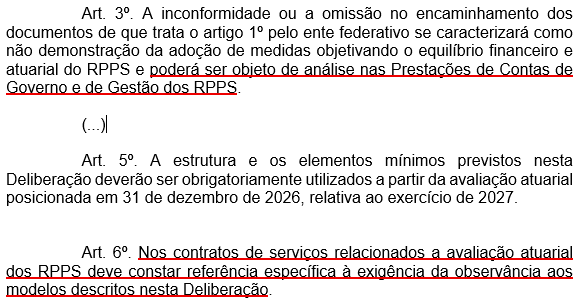 Art. 3º. A inconformidade ou a omissão no encaminhamento dos
documentos de que trata o artigo 1º pelo ente federativo se caracterizará como
não demonstração da adoção de medidas objetivando o equilíbrio financeiro e
atuarial do RPPS e poderá ser objeto de análise nas Prestações de Contas de
Governo e de Gestão dos RPPS.
(...)
Art. 5º. A estrutura e os elementos mínimos previstos nesta
Deliberação deverão ser obrigatoriamente utilizados a partir da avaliação atuarial
posicionada em 31 de dezembro de 2026, relativa ao exercício de 2027.
Art. 6º. Nos contratos de serviços relacionados a avaliação atuarial
dos RPPS deve constar referência específica à exigência da observância aos
modelos descritos nesta Deliberação.